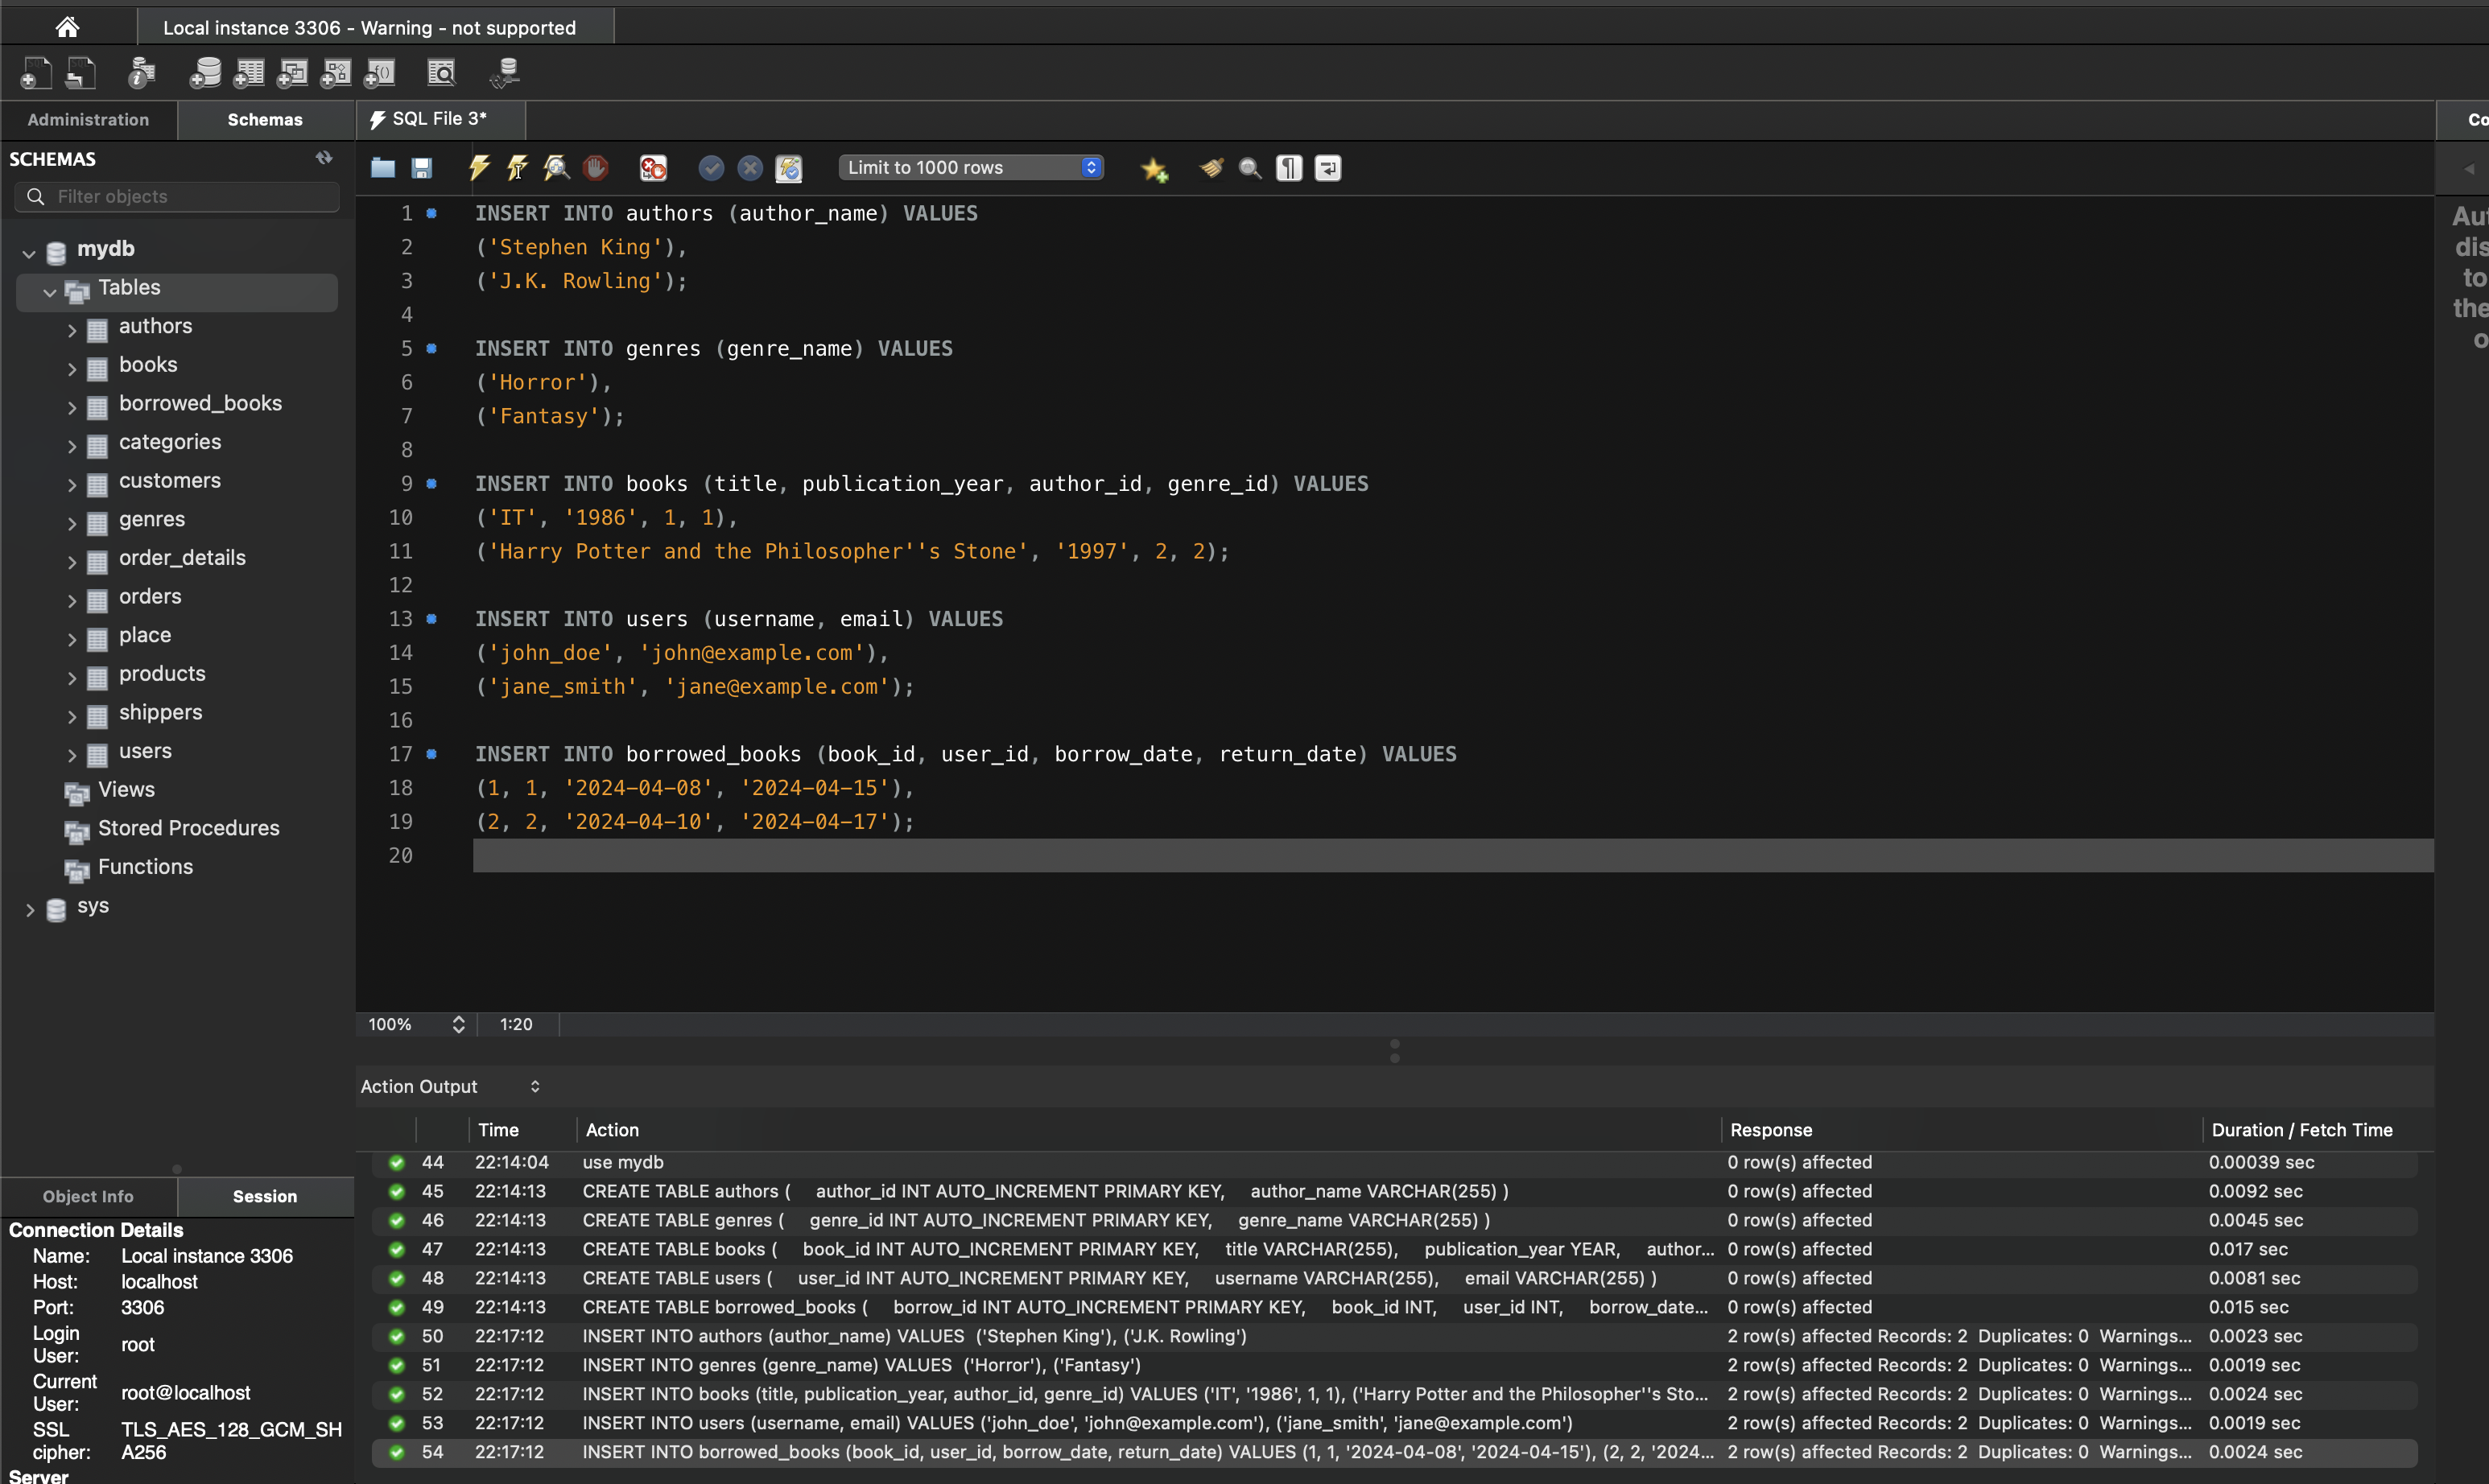 Local instance 3306 - Warning - not supported
Administration
Schemas
SQL File 3*
SCHEMAS
Filter objects
Limit to 1000 rows
mydb
Tables
authors
books
borrowed_books
categories
customers
genres
order_details
orders
place
products
shippers
users
Views
Stored Procedures
Functions
sys
1 INSERT INTO authors (author_name) VALUES
2 ('Stephen King'),
3 ('J.K. Rowling');
4
5 INSERT INTO genres (genre_name) VALUES
6 ('Horror'),
7 ('Fantasy');
8
9 INSERT INTO books (title, publication_year, author_id, genre_id) VALUES
10 ('IT', '1986', 1, 1),
11 ('Harry Potter and the Philosopher''s Stone', '1997', 2, 2);
12
13 INSERT INTO users (username, email) VALUES
14 ('john_doe', 'john@example.com'),
15 ('jane_smith', 'jane@example.com');
16
17 INSERT INTO borrowed_books (book_id, user_id, borrow_date, return_date) VALUES
18 (1, 1, '2024-04-08', '2024-04-15'),
19 (2, 2, '2024-04-10', '2024-04-17');
20
to
the
100% 1:20
Action Output
Time Action Response Duration / Fetch Time
44 22:14:04 use mydb 0 row(s) affected 0.00039 sec
45 22:14:13 CREATE TABLE authors ( author_id INT AUTO_INCREMENT PRIMARY KEY, author_name VARCHAR(255) ) 0 row(s) affected 0.0092 sec
46 22:14:13 CREATE TABLE genres ( genre_id INT AUTO_INCREMENT PRIMARY KEY, genre_name VARCHAR(255) ) 0 row(s) affected 0.0045 sec
47 22:14:13 CREATE TABLE books ( book_id INT AUTO_INCREMENT PRIMARY KEY, title VARCHAR(255), publication_year YEAR, author... 0 row(s) affected 0.017 sec
48 22:14:13 CREATE TABLE users ( user_id INT AUTO_INCREMENT PRIMARY KEY, username VARCHAR(255), email VARCHAR(255) ) 0 row(s) affected 0.0081 sec
49 22:14:13 CREATE TABLE borrowed_books ( borrow_id INT AUTO_INCREMENT PRIMARY KEY, book_id INT, user_id INT, borrow_date... 0 row(s) affected 0.015 sec
50 22:17:12 INSERT INTO authors (author_name) VALUES ('Stephen King'), ('J.K. Rowling') 2 row(s) affected Records: 2 Duplicates: 0 Warnings... 0.0023 sec
51 22:17:12 INSERT INTO genres (genre_name) VALUES ('Horror'), ('Fantasy') 2 row(s) affected Records: 2 Duplicates: 0 Warnings... 0.0019 sec
52 22:17:12 INSERT INTO books (title, publication_year, author_id, genre_id) VALUES ('IT', '1986', 1, 1), ('Harry Potter and the Philosopher''s Sto... 2 row(s) affected Records: 2 Duplicates: 0 Warnings... 0.0024 sec
53 22:17:12 INSERT INTO users (username, email) VALUES ('john_doe', 'john@example.com'), ('jane_smith', 'jane@example.com') 2 row(s) affected Records: 2 Duplicates: 0 Warnings... 0.0019 sec
54 22:17:12 INSERT INTO borrowed_books (book_id, user_id, borrow_date, return_date) VALUES (1, 1, '2024-04-08', '2024-04-15'), (2, 2, '2024... 2 row(s) affected Records: 2 Duplicates: 0 Warnings... 0.0024 sec
Object Info
Session
Connection Details
Name: Local instance 3306
Host: localhost
Port: 3306
Login
User: root
Current
User: root@localhost
SSL
cipher: TLS_AES_128_GCM_SH
A256
Server